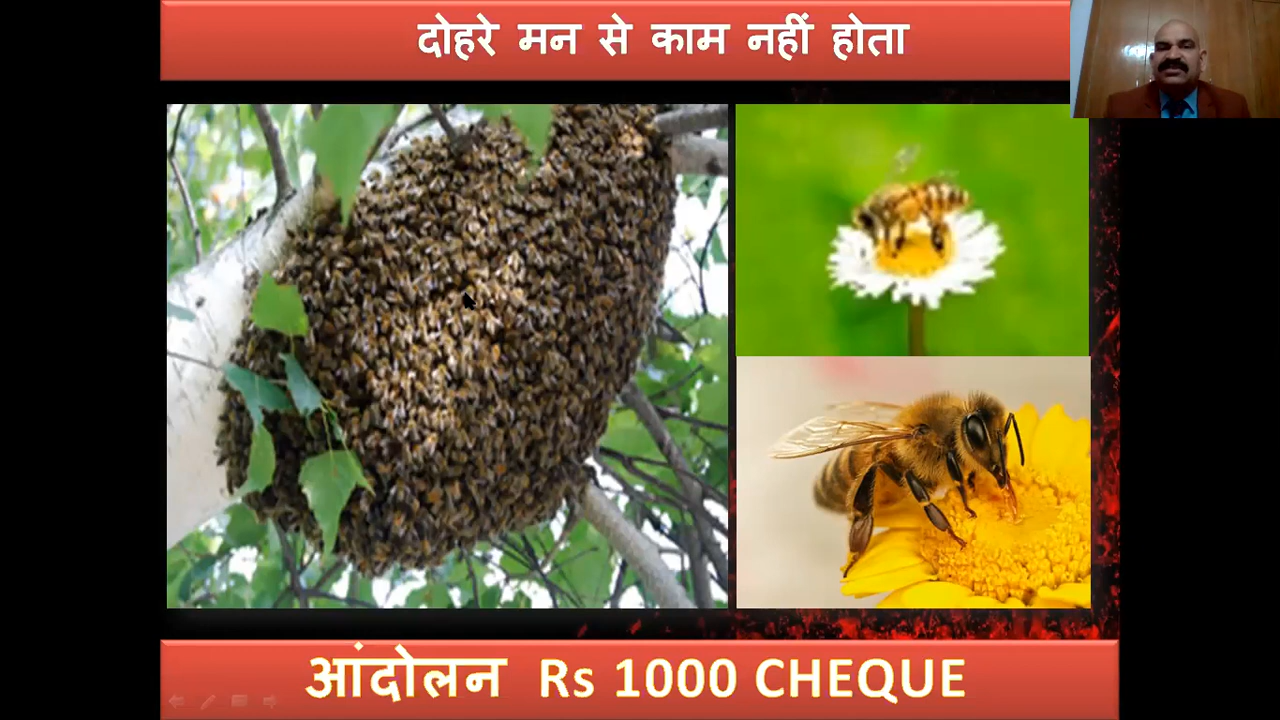 दोहरे मन से काम नहीं होता
आंदोलन Rs 1000 CHEQUE